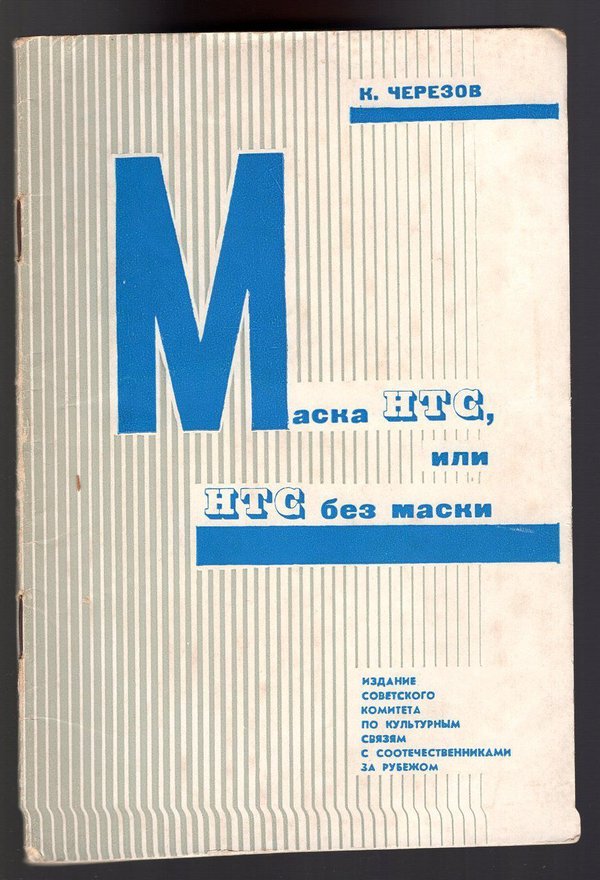 К. ЧЕРЕЗОВ
Маска НТС,
или
НТС без маски
ИЗДАНИЕ
СОВЕТСКОГО
КОМИТЕТА
ПО КУЛЬТУРНЫМ
СВЯЗЯМ
С СООТЕЧЕСТВЕННИКАМИ
ЗА РУБЕЖОМ